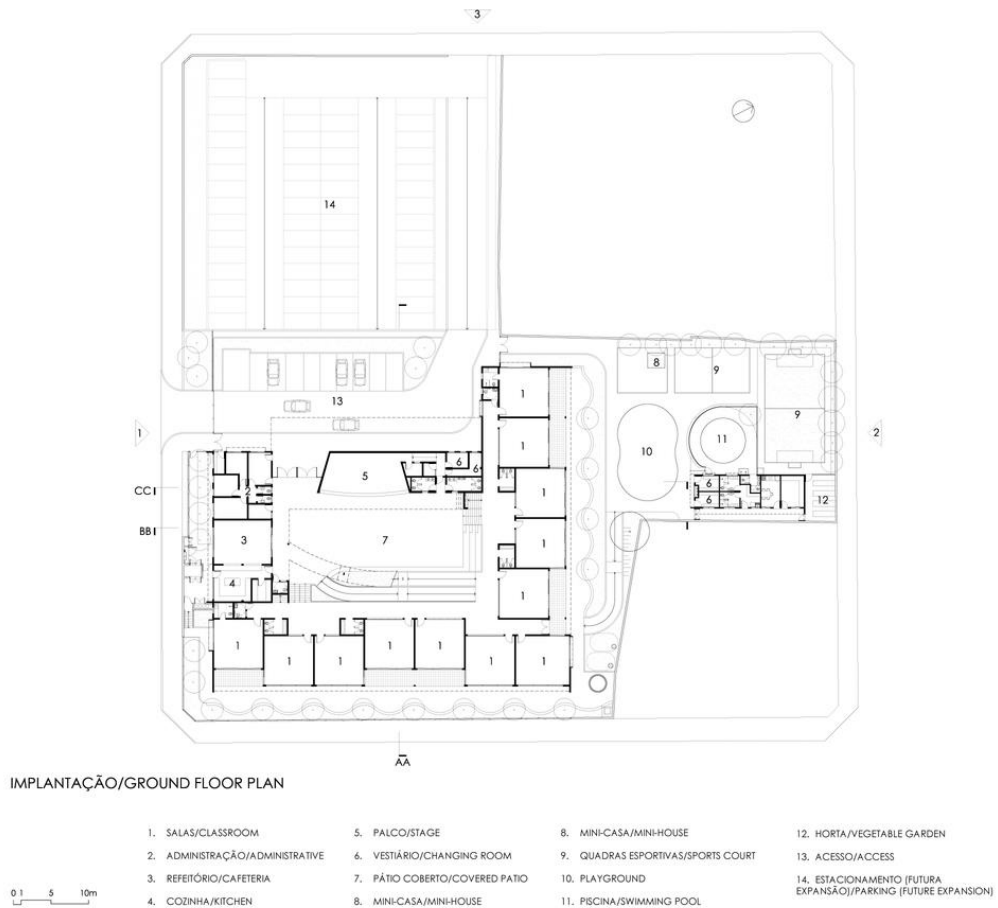 3
14
8
9
1
13
9
1
1
2
11
10
6
6
5
CC
2
6
1
6
12
BB
3
7
1
4
1
1
1
1
1
1
1
1
1
AA
IMPLANTAÇÃO/GROUND FLOOR PLAN
1. SALAS/CLASSROOM
2. ADMINISTRAÇÃO/ADMINISTRATIVE
3. REFEITÓRIO/CAFETERIA
4. COZINHA/KITCHEN
5. PALCO/STAGE
6. VESTIÁRIO/CHANGING ROOM
7. PÁTIO COBERTO/COVERED PATIO
8. MINI-CASA/MINI-HOUSE
8. MINI-CASA/MINI-HOUSE
9. QUADRAS ESPORTIVAS/SPORTS COURT
10. PLAYGROUND
11. PISCINA/SWIMMING POOL
12. HORTA/VEGETABLE GARDEN
13. ACESSO/ACCESS
14. ESTACIONAMENTO (FUTURA
EXPANSÃO)/PARKING (FUTURE EXPANSION)
0 1 5 10m